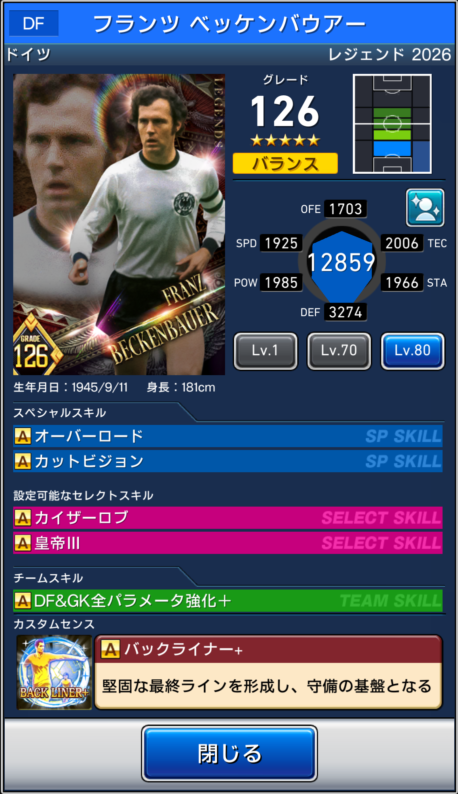 DF フランツ ベッケンバウアー
ドイツ レジェンド 2026
LEGENDS
グレード
126
★★★★★
バランス
FRANZ
BECKENBAUER
GRADE
126
OFE 1703
SPD 1925
2006 TEC
12859
POW 1985
1966 STA
DEF 3274
Lv.1 Lv.70 Lv.80
生年月日：1945/9/11 身長：181cm
スペシャルスキル
A オーバーロード SP SKILL
A カットビジョン SP SKILL
設定可能なセレクトスキル
A カイザーロブ SELECT SKILL
A 皇帝III SELECT SKILL
チームスキル
A DF&GK全パラメータ強化＋ TEAM SKILL
カスタムセンス
BACK LINER+
A バックライナー+
堅固な最終ラインを形成し、守備の基盤となる
閉じる